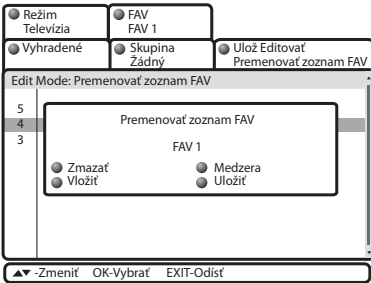 Režim
Televízia
FAV
FAV 1
Vyhradené
Skupina
Žádný
Ulož Editovať
Premenovať zoznam FAV
Edit Mode: Premenovať zoznam FAV
5
4
3
Premenovať zoznam FAV
FAV 1
Zmazať
Medzera
Vložiť
Uložiť
▲▼ -Zmeniť OK-Vybrať EXIT-Odísť